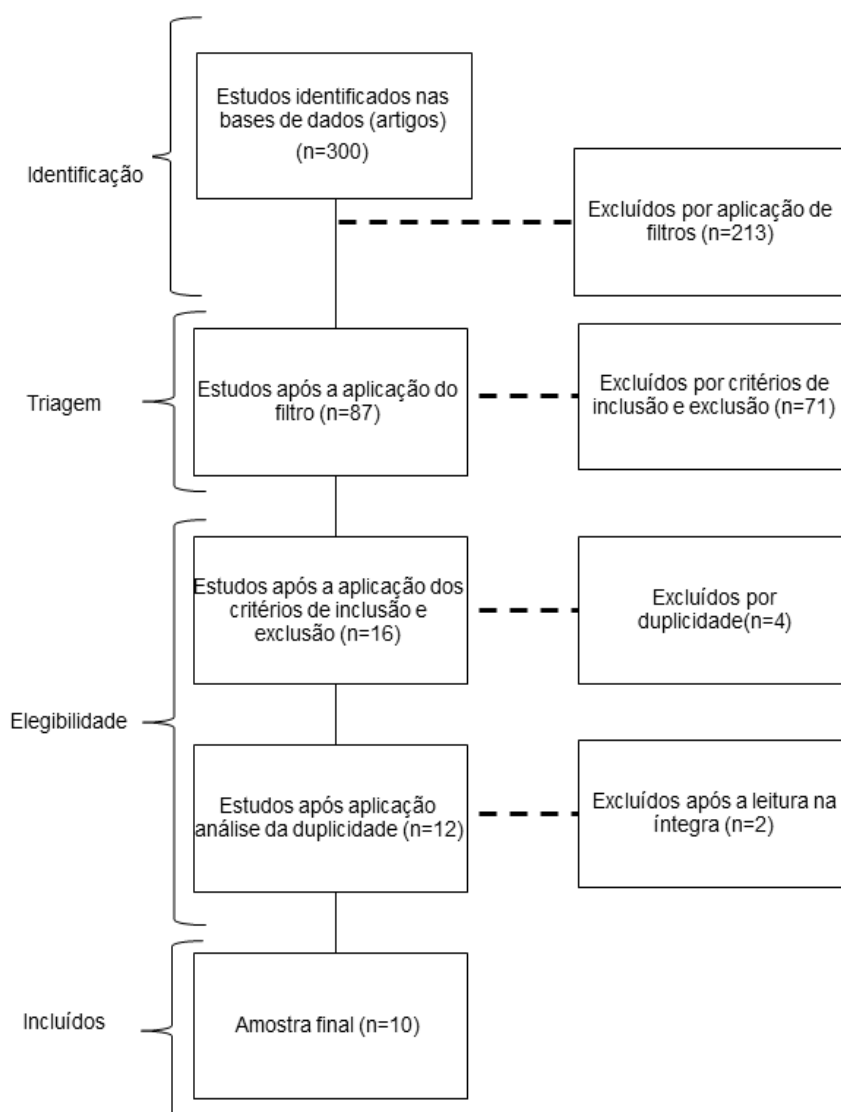 Estudos identificados nas
bases de dados (artigos)
(n=300)
Identificação
Excluídos por aplicação de
filtros (n=213)
Triagem
Estudos após a aplicação do
filtro (n=87)
Excluídos por critérios de
inclusão e exclusão (n=71)
Estudos após a aplicação dos
critérios de inclusão e
exclusão (n=16)
Excluídos por
duplicidade(n=4)
Elegibilidade
Estudos após aplicação
análise da duplicidade (n=12)
Excluídos após a leitura na
íntegra (n=2)
Incluídos
Amostra final (n=10)